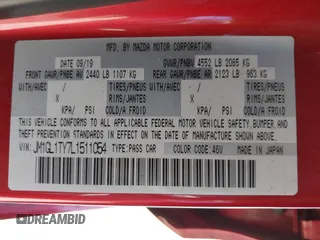 MFD. BY MAZDA MOTOR CORPORATION
DATE 09/19 GVWR/PNBV 4552 LB 2065 KG
FRONT GAWR/PNBE AV 2440 LB 1107 KG REAR GAWR/PNBE AR 2123 LB 963 KG
X TIRES/PNEU X TIRES/PNEU
X RIMS/JANTES X RIMS/JANTES
KPA/ PSI COLD/A FROID KPA/ PSI COLD/A FROID
THIS VEHICLE CONFORMS TO ALL APPLICABLE FEDERAL MOTOR VEHICLE SAFETY, BUMPER AND
THEFT PREVENTION STANDARDS IN EFFECT ON THE DATE OF MANUFACTURE SHOWN ABOVE.
VIN: JM1GL1TY7L1511054 TYPE: PASS CAR COLOR: 46V MADE IN JAPAN
DREAMBID DREAMBID